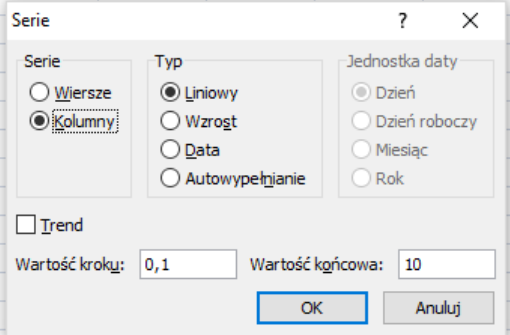 Serie ? ✕
Serie Typ Jednostka daty
Wiersze Liniowy Dzień
Kolumny Wzrost Dzień roboczy
Data Miesiąc
Autowypełnianie Rok
Trend
Wartość kroku: 0,1 Wartość końcowa: 10
OK Anuluj